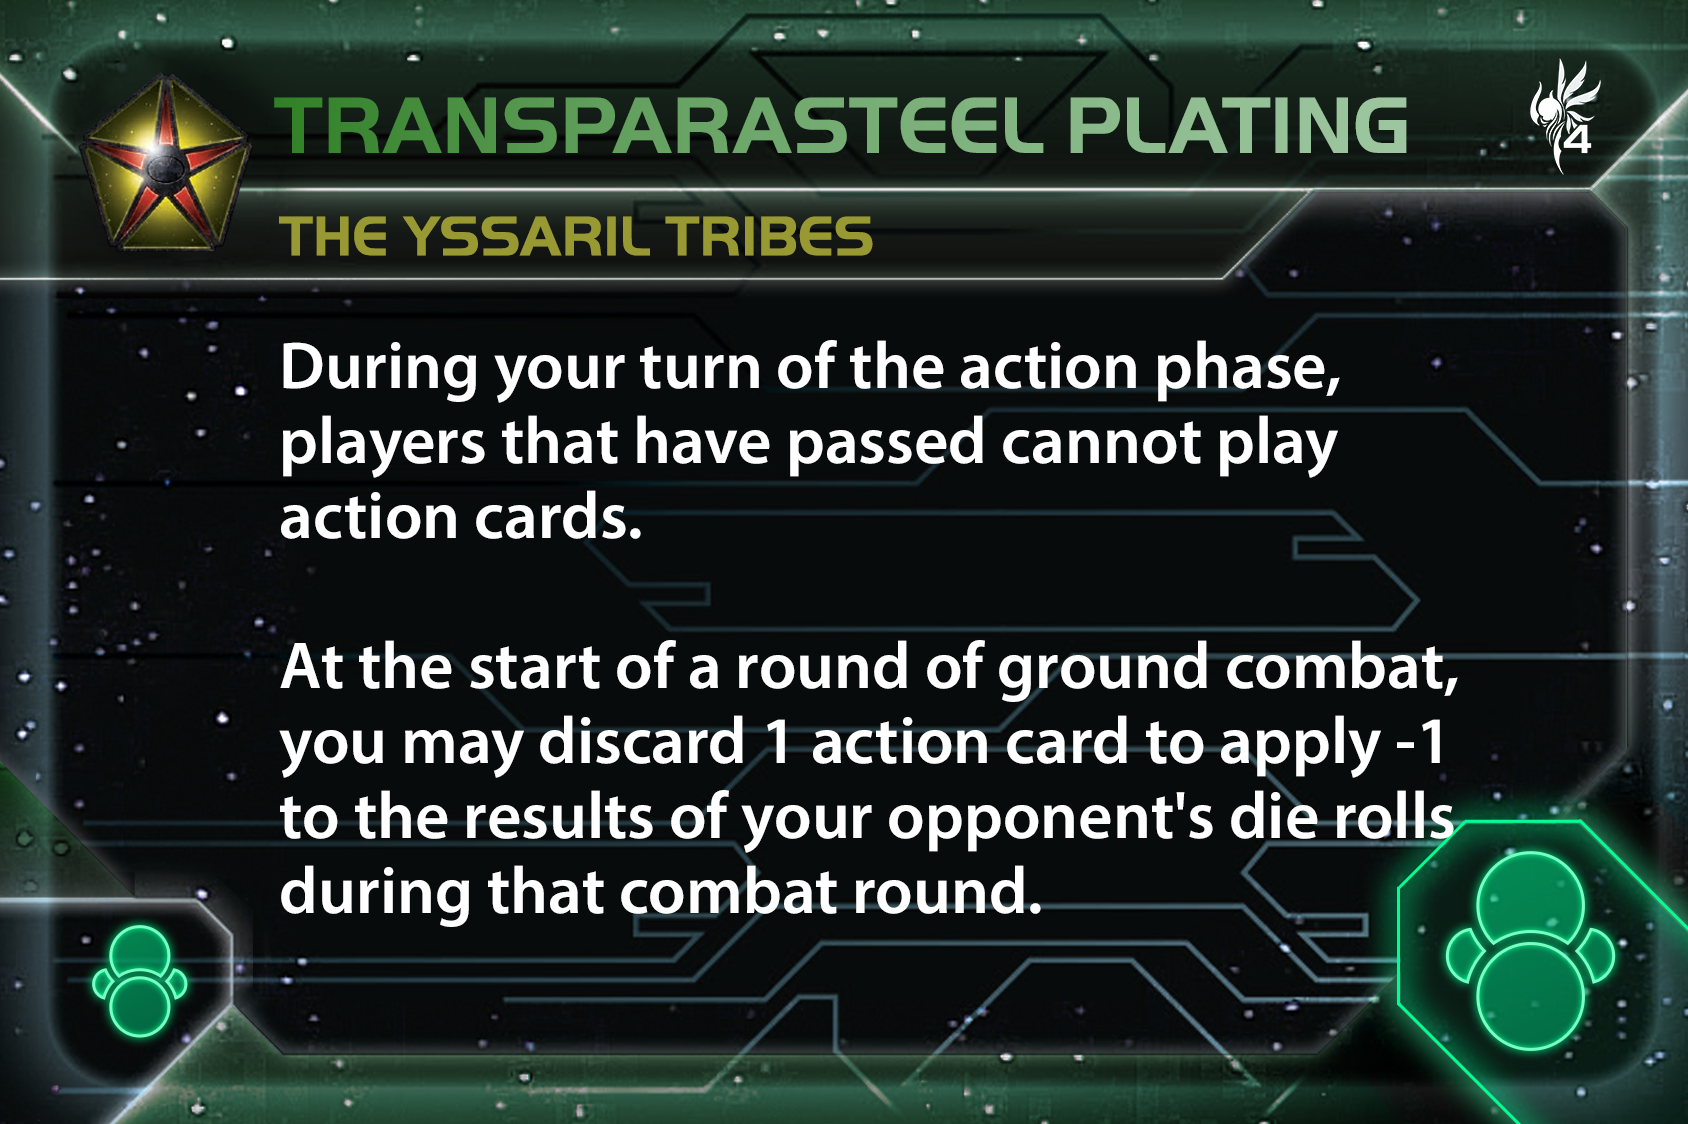 TRANSPARASTEEL PLATING
4
THE YSSARIL TRIBES
During your turn of the action phase,
players that have passed cannot play
action cards.
At the start of a round of ground combat,
you may discard 1 action card to apply -1
to the results of your opponent's die rolls
during that combat round.